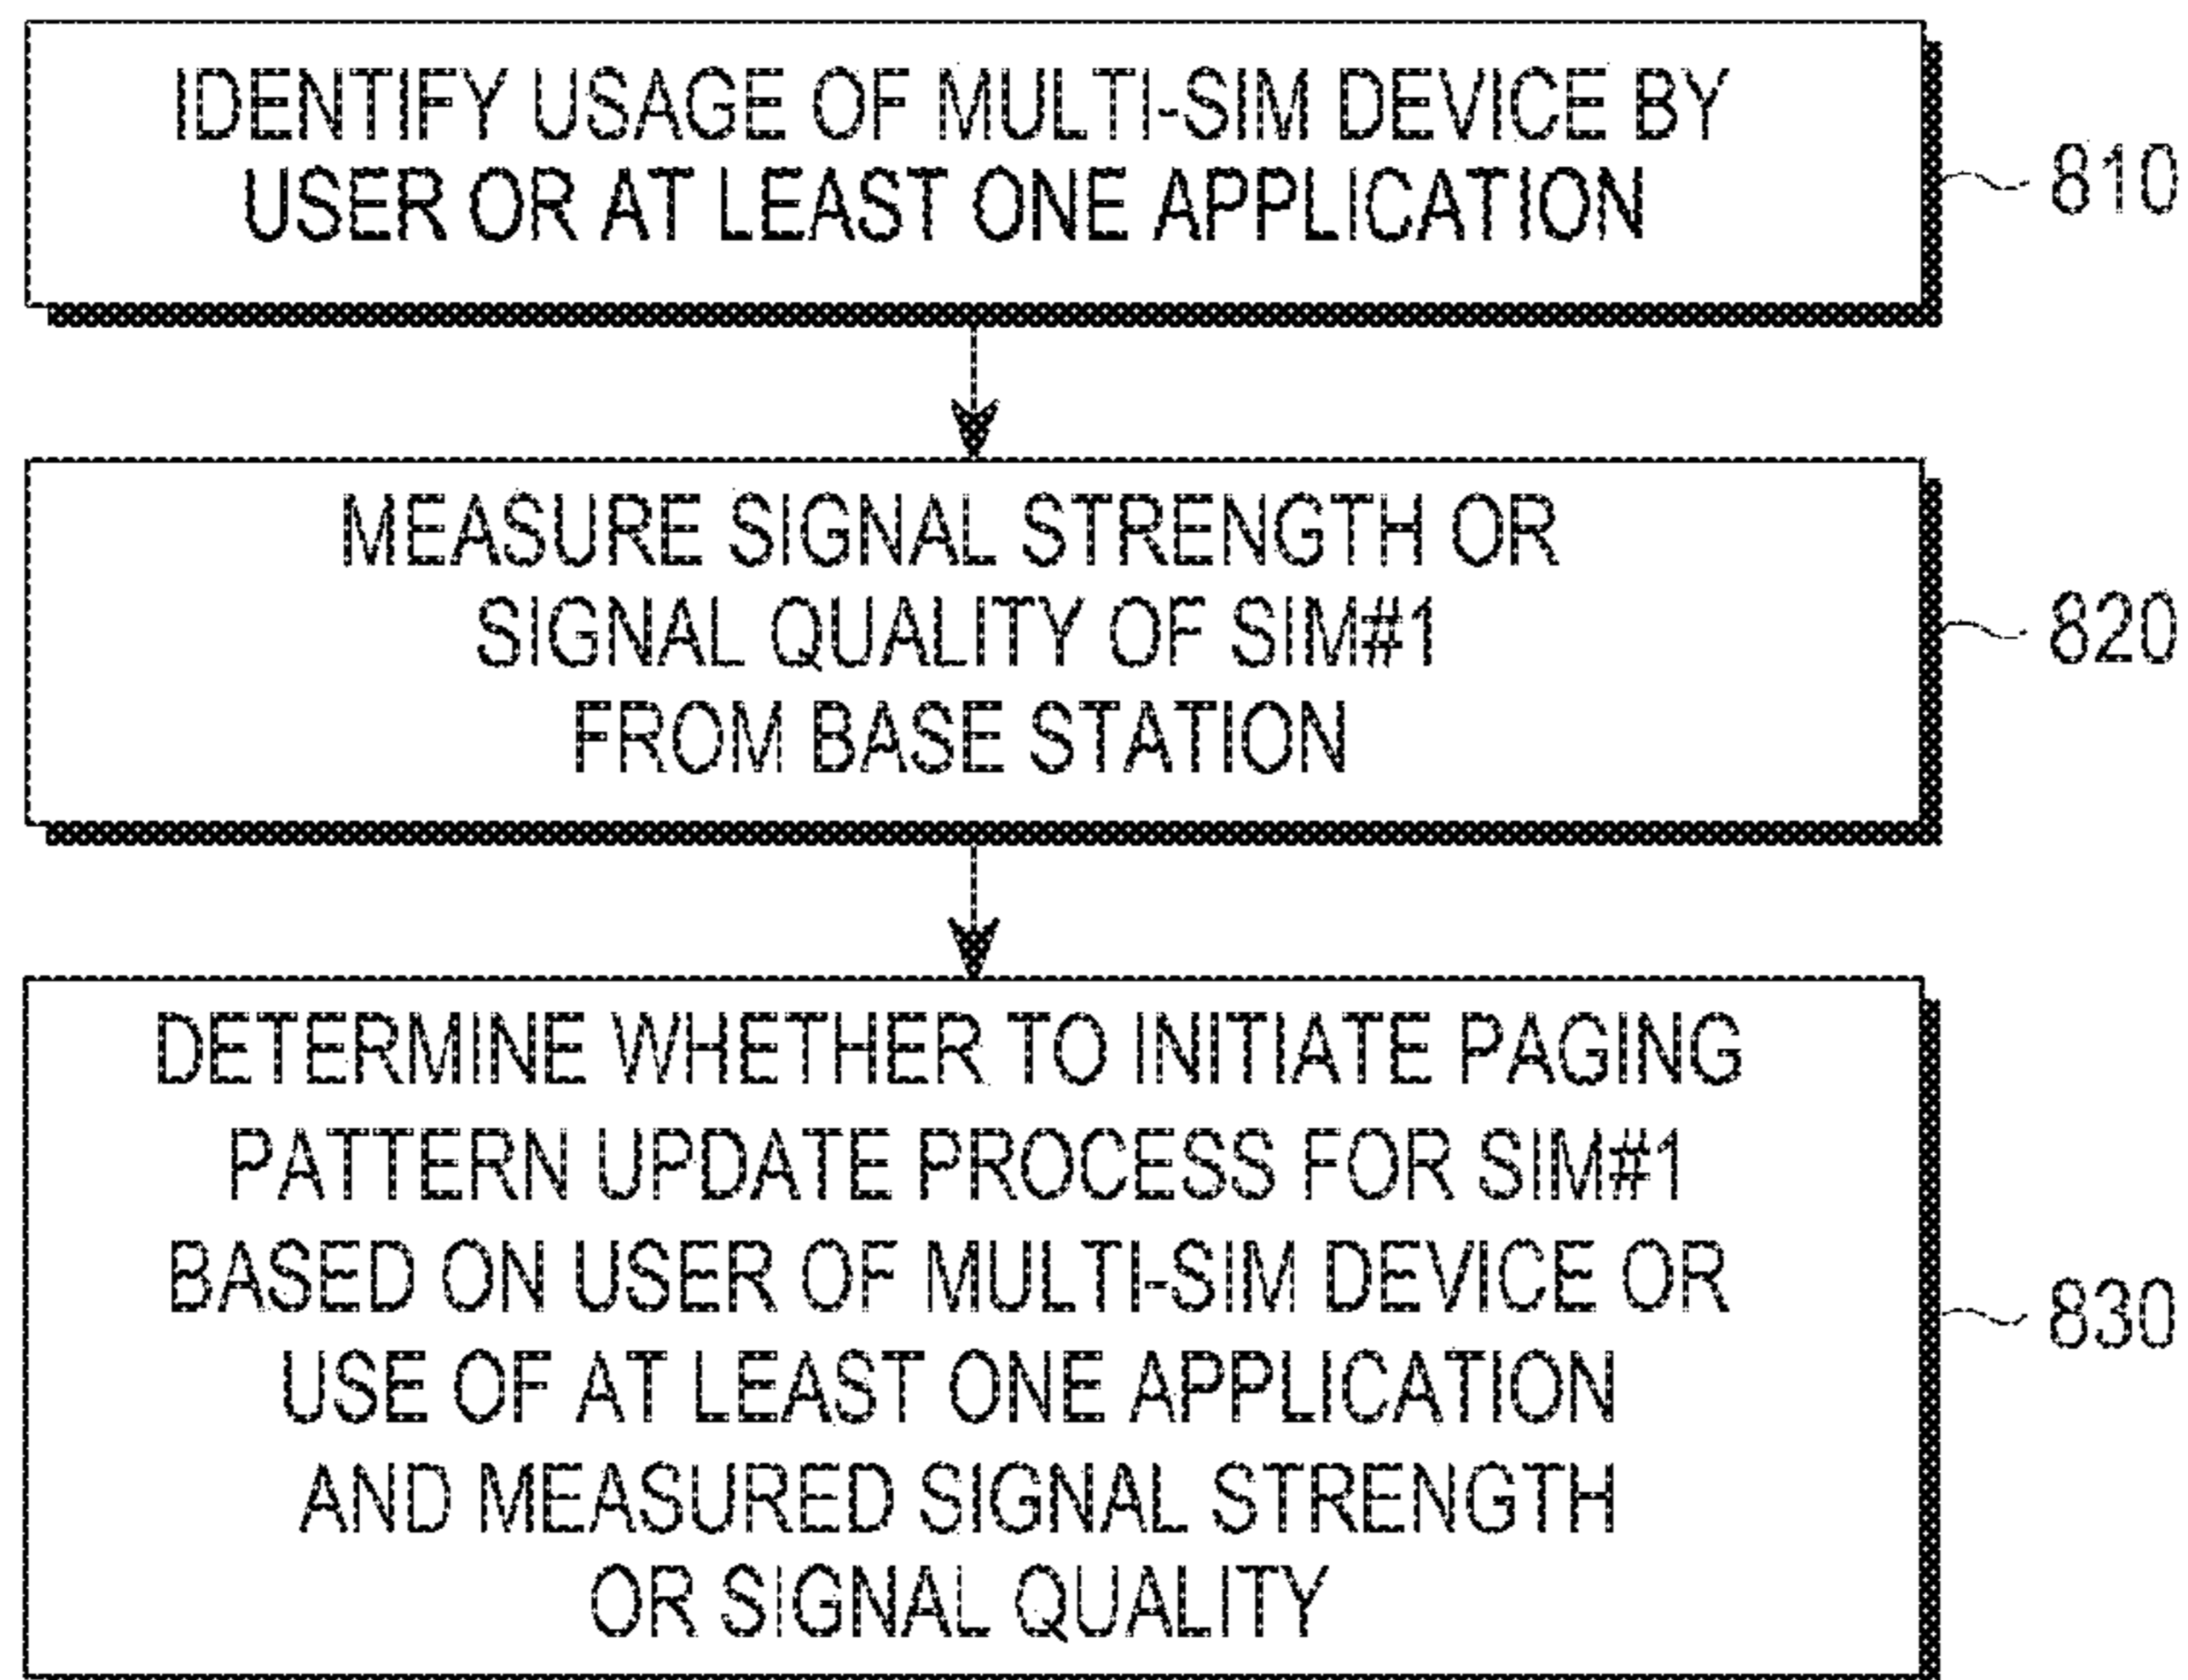 IDENTIFY USAGE OF MULTI-SIM DEVICE BY
USER OR AT LEAST ONE APPLICATION
810
MEASURE SIGNAL STRENGTH OR
SIGNAL QUALITY OF SIM#1
FROM BASE STATION
820
DETERMINE WHETHER TO INITIATE PAGING
PATTERN UPDATE PROCESS FOR SIM#1
BASED ON USER OF MULTI-SIM DEVICE OR
USE OF AT LEAST ONE APPLICATION
AND MEASURED SIGNAL STRENGTH
OR SIGNAL QUALITY
830